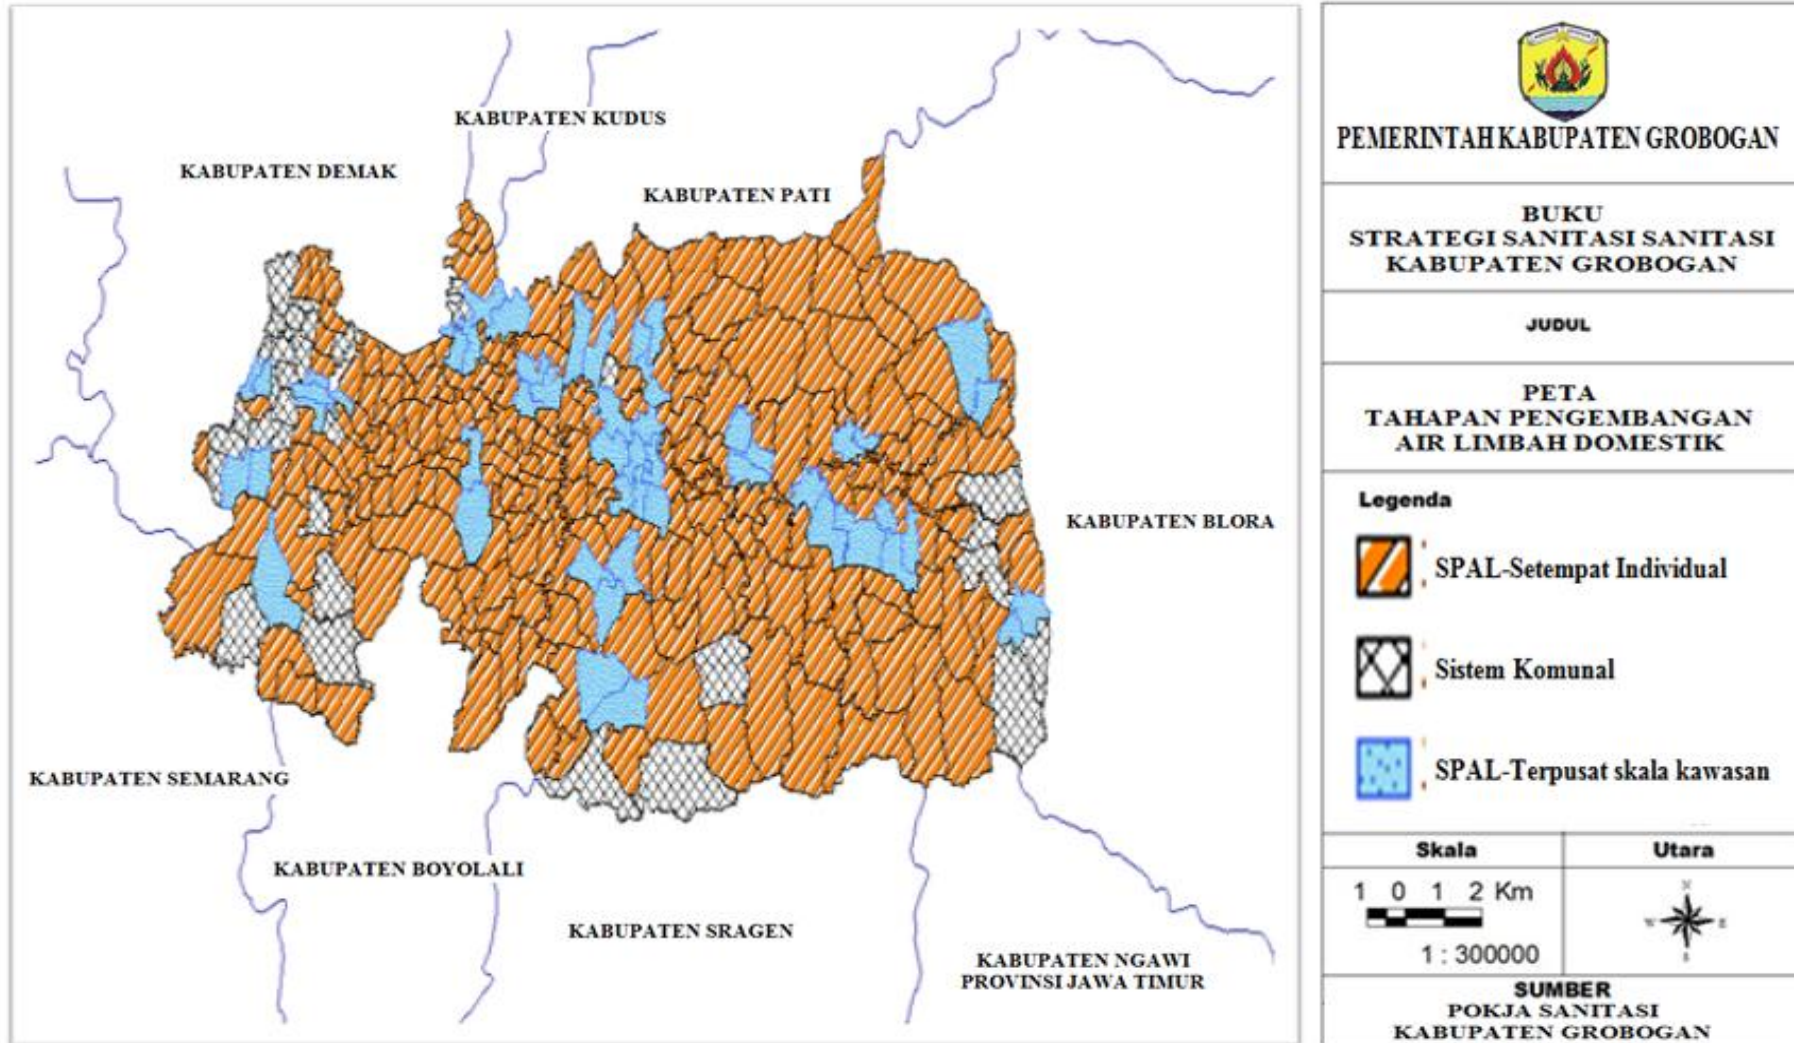 KABUPATEN KUDUS
KABUPATEN DEMAK
KABUPATEN PATI
KABUPATEN BLORA
KABUPATEN SEMARANG
KABUPATEN BOYOLALI
KABUPATEN SRAGEN
KABUPATEN NGAWI
PROVINSI JAWA TIMUR
PEMERINTAH KABUPATEN GROBOGAN
BUKU
STRATEGI SANITASI SANITASI
KABUPATEN GROBOGAN
JUDUL
PETA
TAHAPAN PENGEMBANGAN
AIR LIMBAH DOMESTIK
Legenda
SPAL-Setempat Individual
Sistem Komunal
SPAL-Terpusat skala kawasan
Skala
Utara
1 0 1 2 Km
1 : 300000
SUMBER
POKJA SANITASI
KABUPATEN GROBOGAN